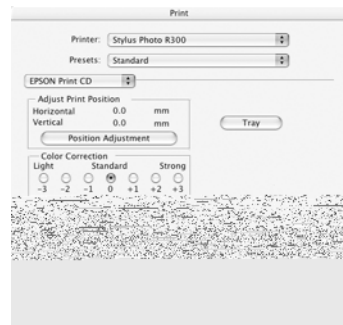 Print
Printer: Stylus Photo R300
Presets: Standard
EPSON Print CD
Adjust Print Position
Horizontal 0.0 mm
Vertical 0.0 mm
Tray
Position Adjustment
Color Correction
Light Standard Strong
-3 -2 -1 0 +1 +2 +3